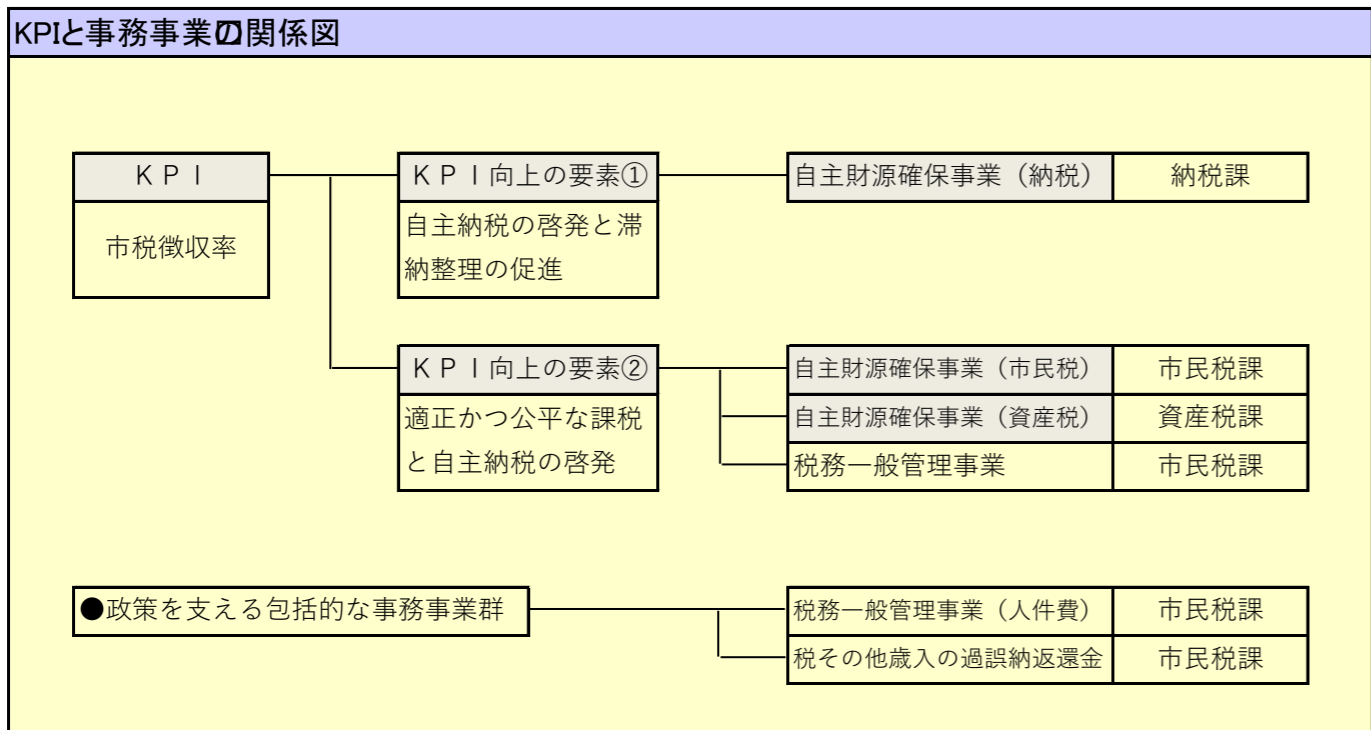 KPIと事務事業の関係図
ＫＰＩ
市税徴収率
ＫＰＩ向上の要素①
自主納税の啓発と滞
納整理の促進
自主財源確保事業（納税） 納税課
ＫＰＩ向上の要素②
適正かつ公平な課税
と自主納税の啓発
自主財源確保事業（市民税） 市民税課
自主財源確保事業（資産税） 資産税課
税務一般管理事業 市民税課
●政策を支える包括的な事務事業群
税務一般管理事業（人件費） 市民税課
税その他歳入の過誤納返還金 市民税課